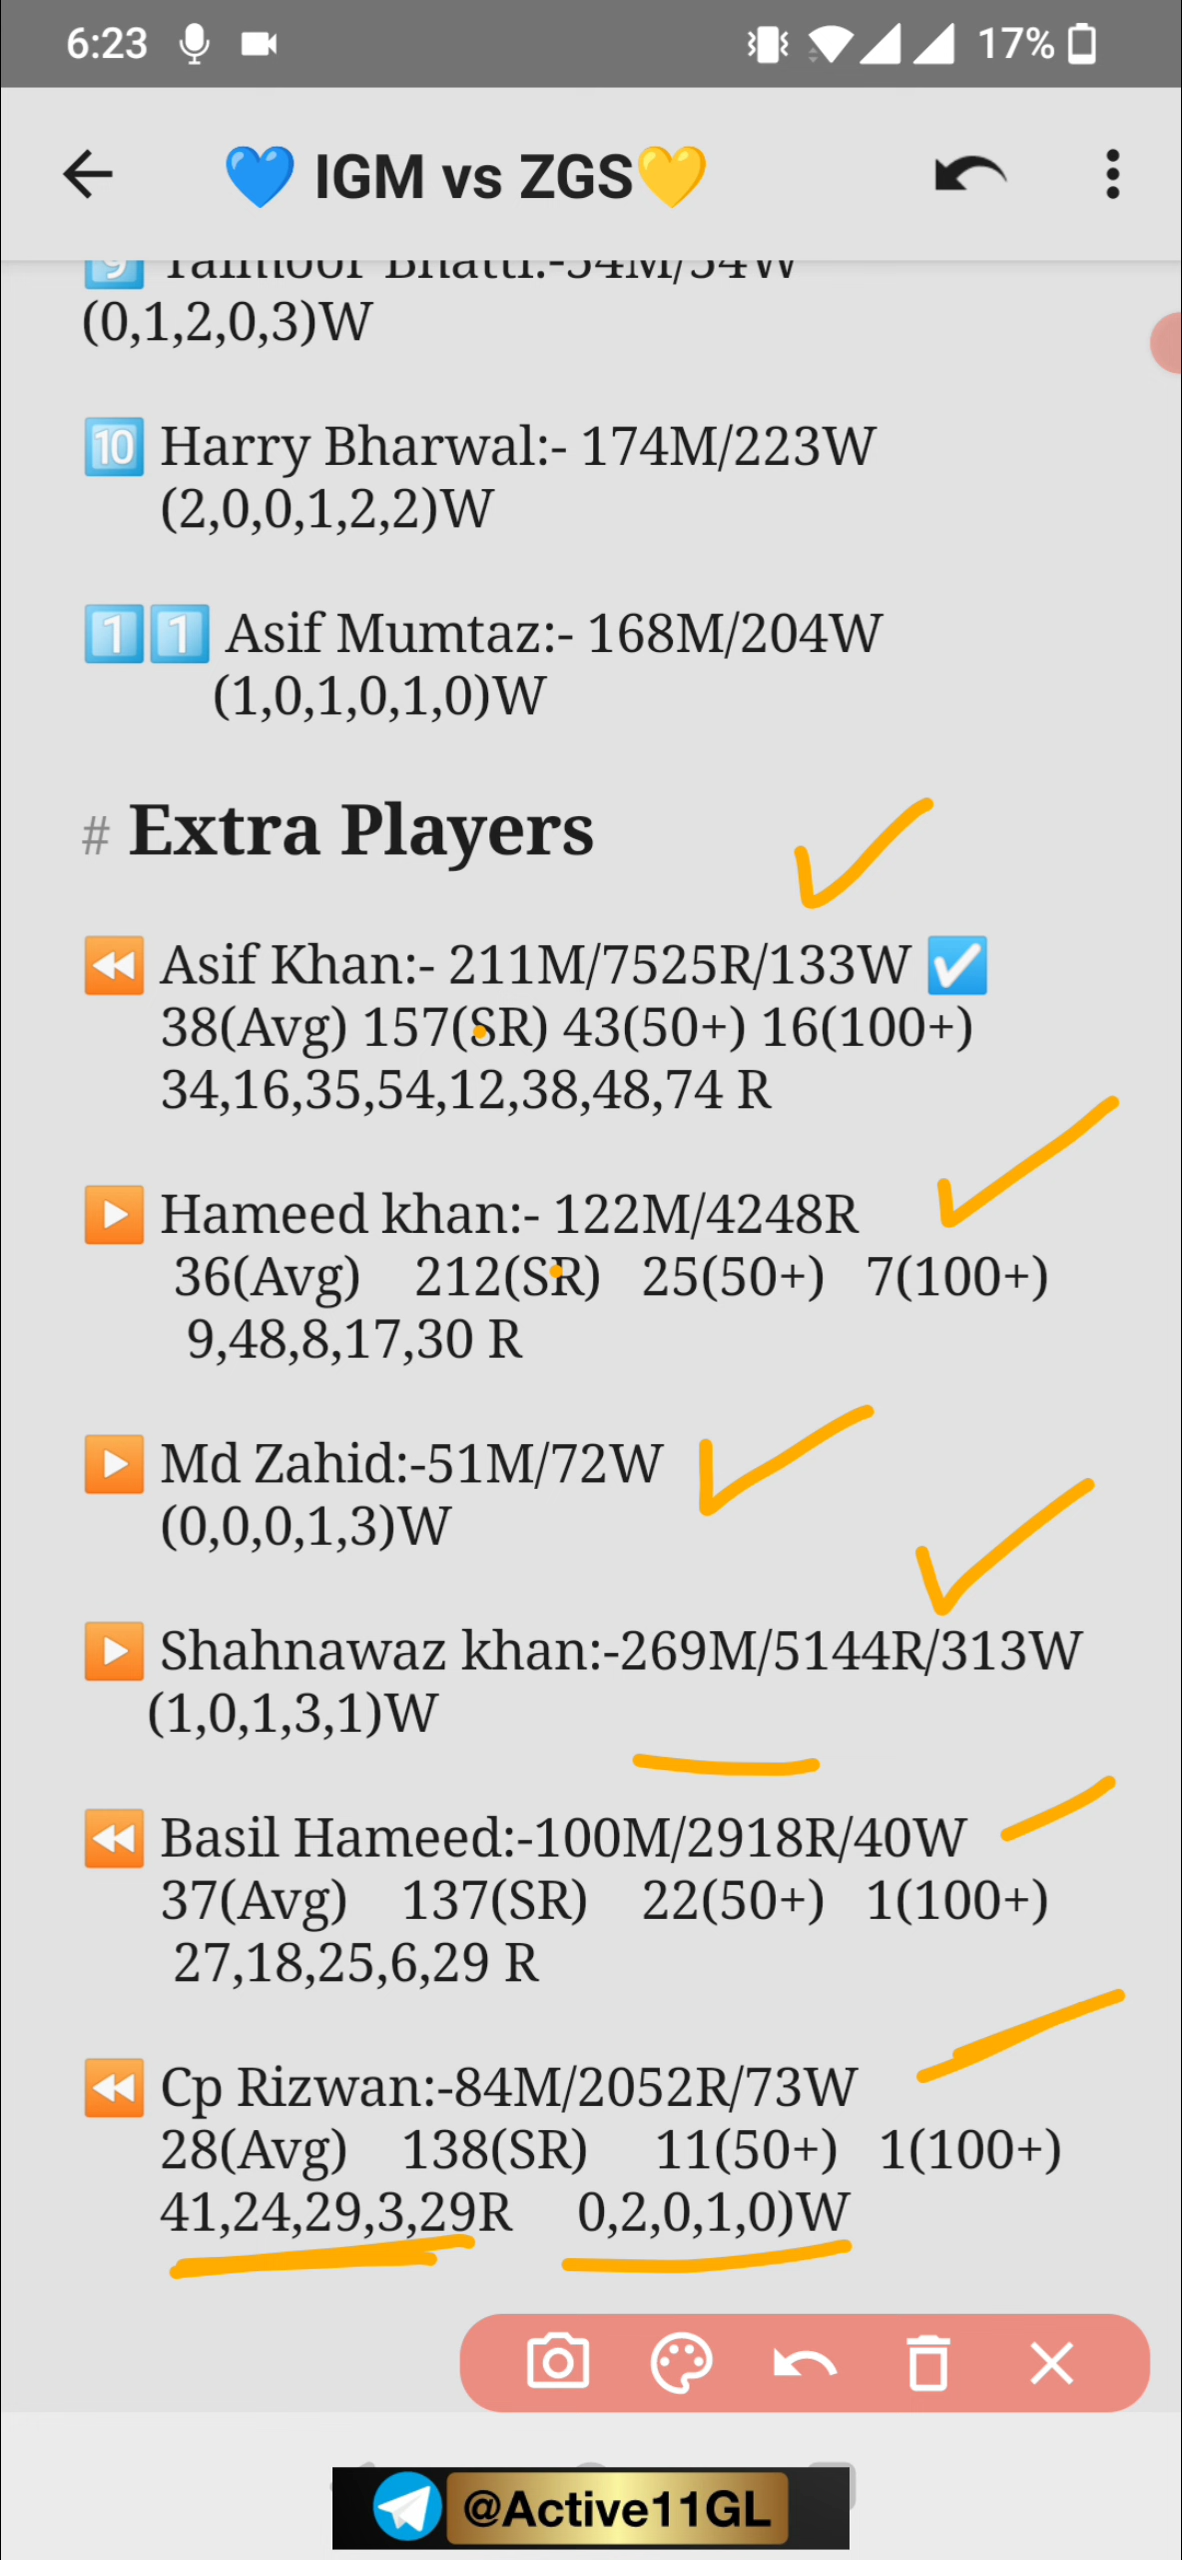 6:23 17%
💙 IGM vs ZGS💛
9️⃣ Taimoor Bhatti:-54M/54W
(0,1,2,0,3)W
🔟 Harry Bharwal:- 174M/223W
(2,0,0,1,2,2)W
1️⃣1️⃣ Asif Mumtaz:- 168M/204W
(1,0,1,0,1,0)W
# Extra Players
⏪ Asif Khan:- 211M/7525R/133W ☑️
38(Avg) 157(SR) 43(50+) 16(100+)
34,16,35,54,12,38,48,74 R
▶️ Hameed khan:- 122M/4248R
36(Avg) 212(SR) 25(50+) 7(100+)
9,48,8,17,30 R
▶️ Md Zahid:-51M/72W
(0,0,0,1,3)W
▶️ Shahnawaz khan:-269M/5144R/313W
(1,0,1,3,1)W
⏪ Basil Hameed:-100M/2918R/40W
37(Avg) 137(SR) 22(50+) 1(100+)
27,18,25,6,29 R
⏪ Cp Rizwan:-84M/2052R/73W
28(Avg) 138(SR) 11(50+) 1(100+)
41,24,29,3,29R 0,2,0,1,0)W
@Active11GL